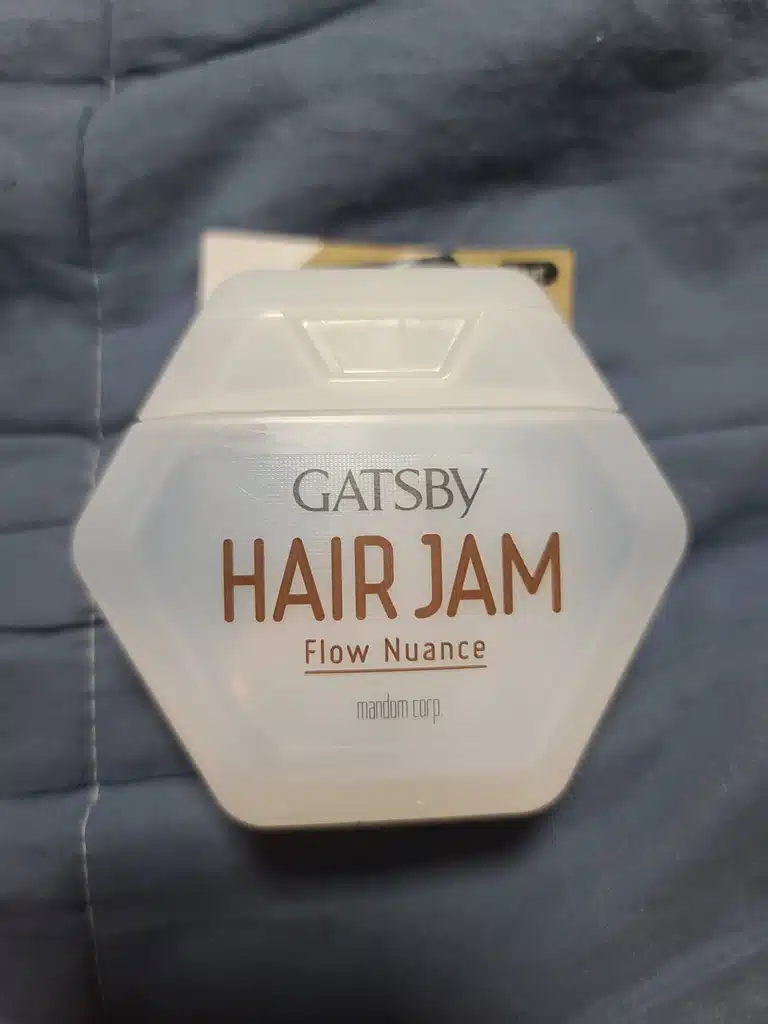 GATSBY
HAIR JAM
Flow Nuance
mandom corp.